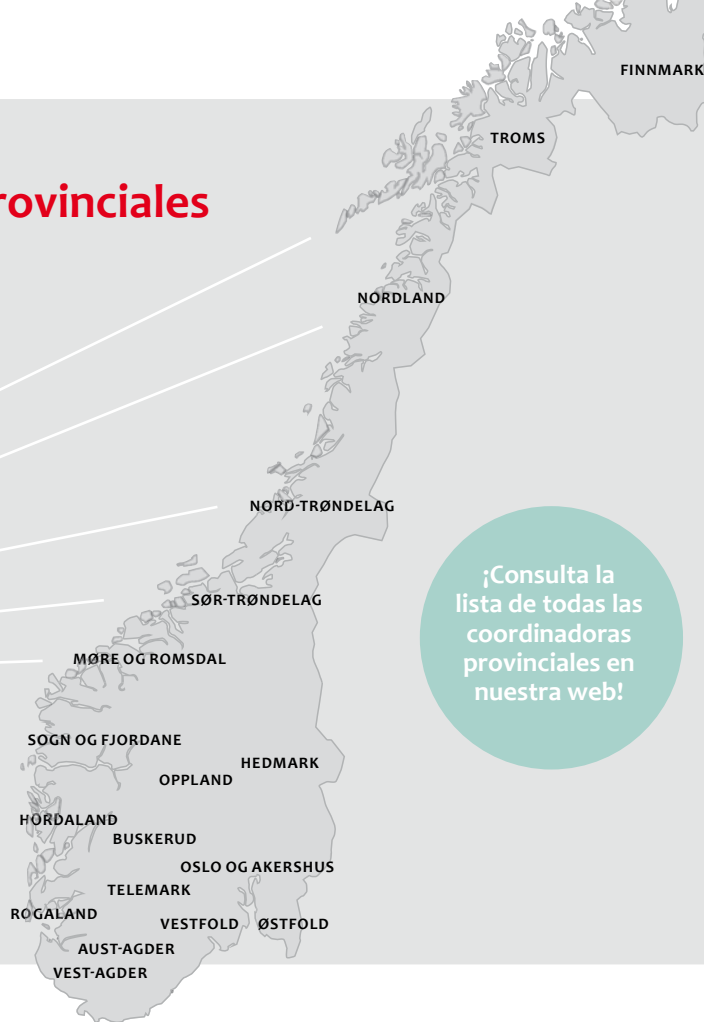 FINNMARK
TROMS
rovinciales
NORDLAND
NORD-TRØNDELAG
¡Consulta la
lista de todas las
coordinadoras
provinciales en
nuestra web!
SØR-TRØNDELAG
MØRE OG ROMSDAL
SOGN OG FJORDANE
HEDMARK
OPPLAND
HORDALAND
BUSKERUD
OSLO OG AKERSHUS
TELEMARK
ROGALAND
VESTFOLD ØSTFOLD
AUST-AGDER
VEST-AGDER